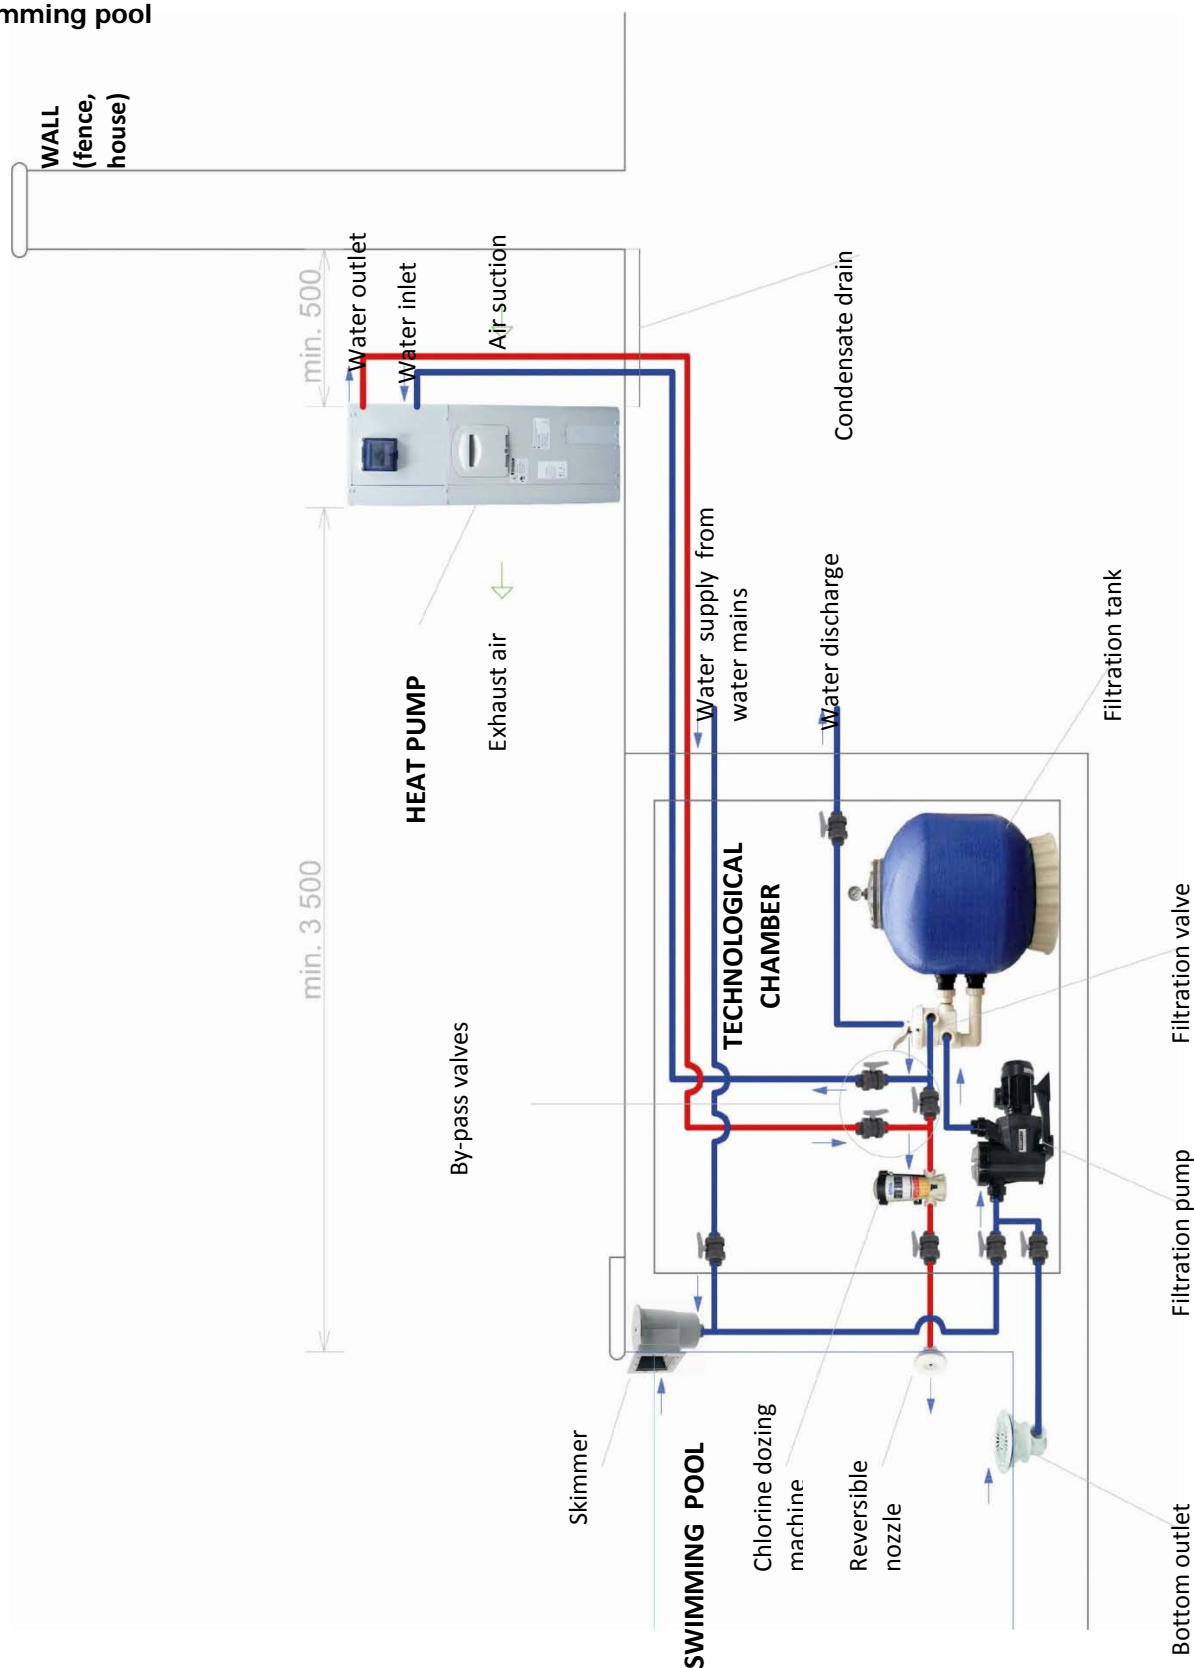 mming pool
WALL
(fence,
house)
min. 500
Water outlet
Water inlet
Air suction
Condensate drain
min. 3 500
HEAT PUMP
Exhaust air
Water supply from
water mains
Water discharge
Filtration tank
By-pass valves
TECHNOLOGICAL
CHAMBER
Filtration valve
Filtration pump
Skimmer
SWIMMING POOL
Chlorine dozing
machine
Reversible
nozzle
Bottom outlet